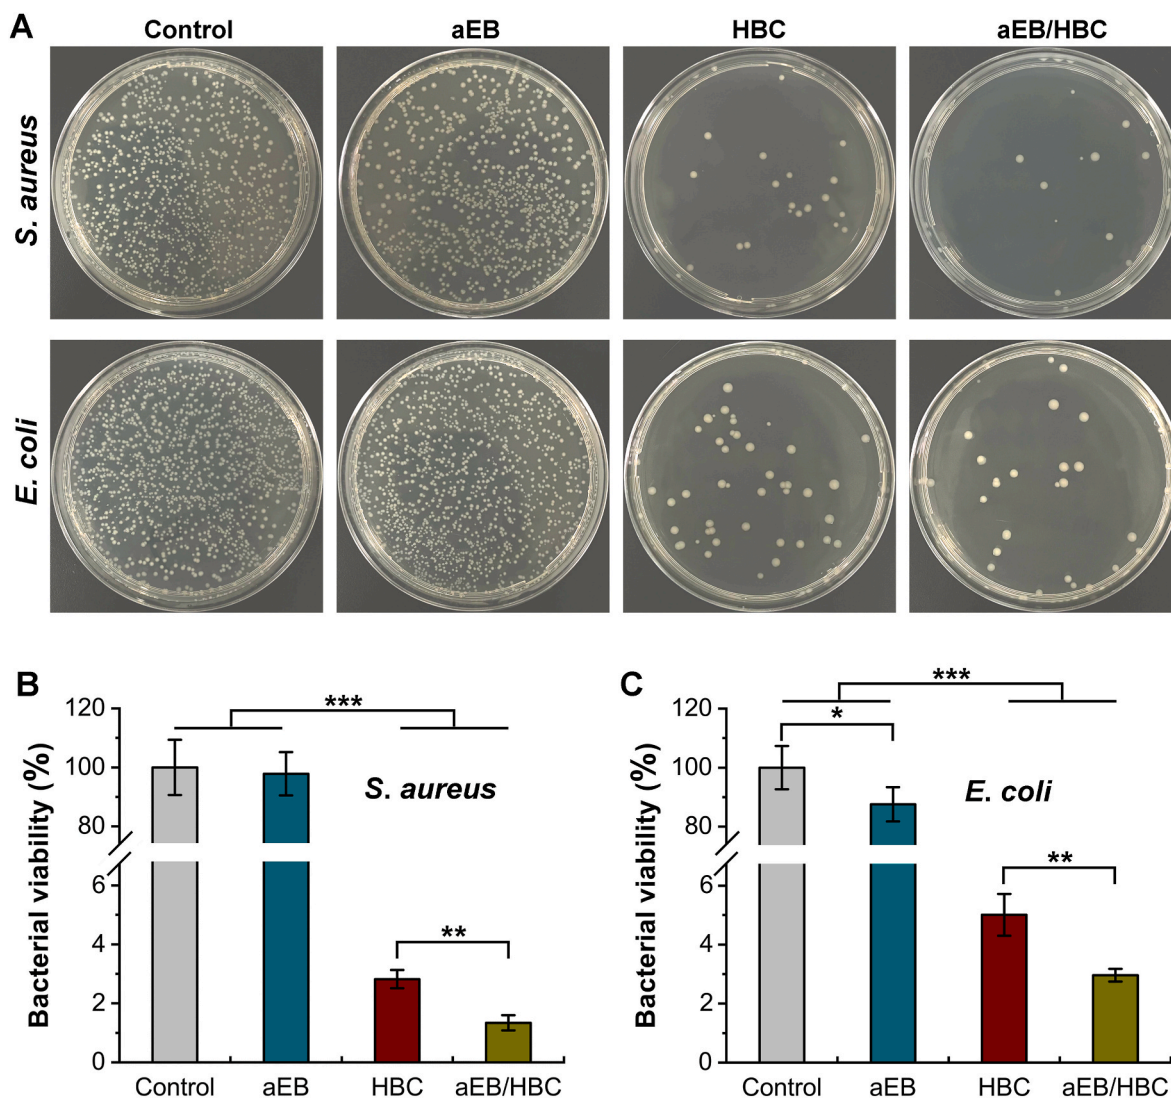 A
Control aEB HBC aEB/HBC
S. aureus
E. coli
B
***
120
100
80
6
4
2
0
Bacterial viability (%)
S. aureus
**
Control aEB HBC aEB/HBC
C
***
*
120
100
80
6
4
2
0
Bacterial viability (%)
E. coli
**
Control aEB HBC aEB/HBC